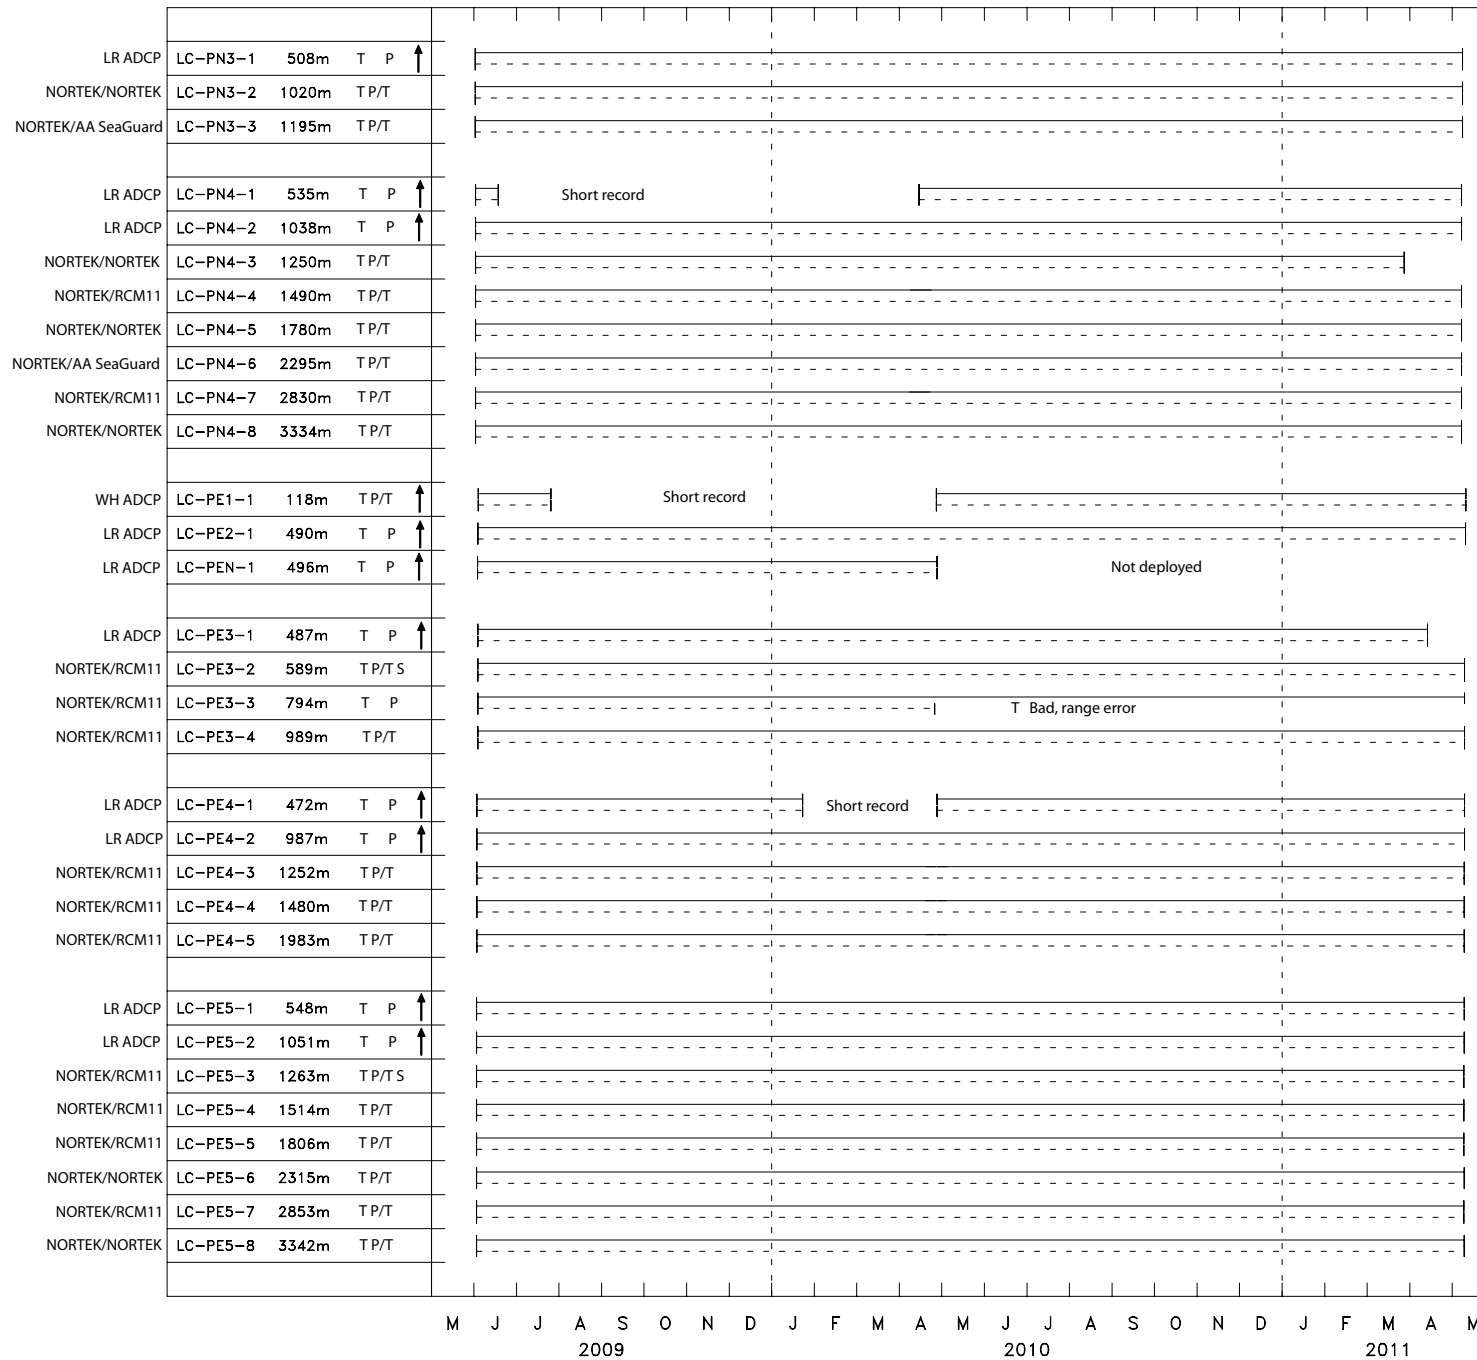 LR ADCP LC-PN3-1 508m T P
NORTEK/NORTEK LC-PN3-2 1020m T P/T
NORTEK/AA SeaGuard LC-PN3-3 1195m T P/T
LR ADCP LC-PN4-1 535m T P Short record
LR ADCP LC-PN4-2 1038m T P
NORTEK/NORTEK LC-PN4-3 1250m T P/T
NORTEK/RCM11 LC-PN4-4 1490m T P/T
NORTEK/NORTEK LC-PN4-5 1780m T P/T
NORTEK/AA SeaGuard LC-PN4-6 2295m T P/T
NORTEK/RCM11 LC-PN4-7 2830m T P/T
NORTEK/NORTEK LC-PN4-8 3334m T P/T
WH ADCP LC-PE1-1 118m T P/T Short record
LR ADCP LC-PE2-1 490m T P
LR ADCP LC-PEN-1 496m T P Not deployed
LR ADCP LC-PE3-1 487m T P
NORTEK/RCM11 LC-PE3-2 589m T P/T S
NORTEK/RCM11 LC-PE3-3 794m T P T Bad, range error
NORTEK/RCM11 LC-PE3-4 989m T P/T
LR ADCP LC-PE4-1 472m T P Short record
LR ADCP LC-PE4-2 987m T P
NORTEK/RCM11 LC-PE4-3 1252m T P/T
NORTEK/RCM11 LC-PE4-4 1480m T P/T
NORTEK/RCM11 LC-PE4-5 1983m T P/T
LR ADCP LC-PE5-1 548m T P
LR ADCP LC-PE5-2 1051m T P
NORTEK/RCM11 LC-PE5-3 1263m T P/T S
NORTEK/RCM11 LC-PE5-4 1514m T P/T
NORTEK/RCM11 LC-PE5-5 1806m T P/T
NORTEK/NORTEK LC-PE5-6 2315m T P/T
NORTEK/RCM11 LC-PE5-7 2853m T P/T
NORTEK/NORTEK LC-PE5-8 3342m T P/T
M J J A S O N D J F M A M J J A S O N D J F M A M
2009 2010 2011